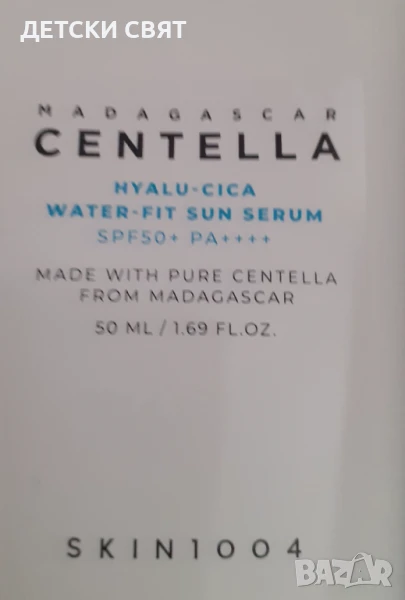 ДЕТСКИ СВЯТ
MADAGASCAR
CENTELLA
HYALU-CICA
WATER-FIT SUN SERUM
SPF50+ PA++++
MADE WITH PURE CENTELLA
FROM MADAGASCAR
50 ML / 1.69 FL.OZ.
SKIN1004
BAZAR